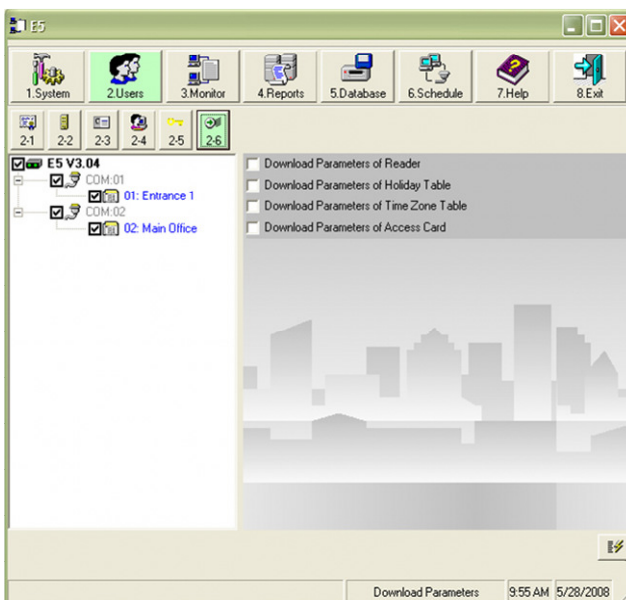 E5
1.System 2.Users 3.Monitor 4.Reports 5.Database 6.Schedule 7.Help 8.Exit
2-1 2-2 2-3 2-4 2-5 2-6
E5 V3.04
COM:01
01: Entrance 1
COM:02
02: Main Office
Download Parameters of Reader
Download Parameters of Holiday Table
Download Parameters of Time Zone Table
Download Parameters of Access Card
Download Parameters 9:55 AM 5/28/2008